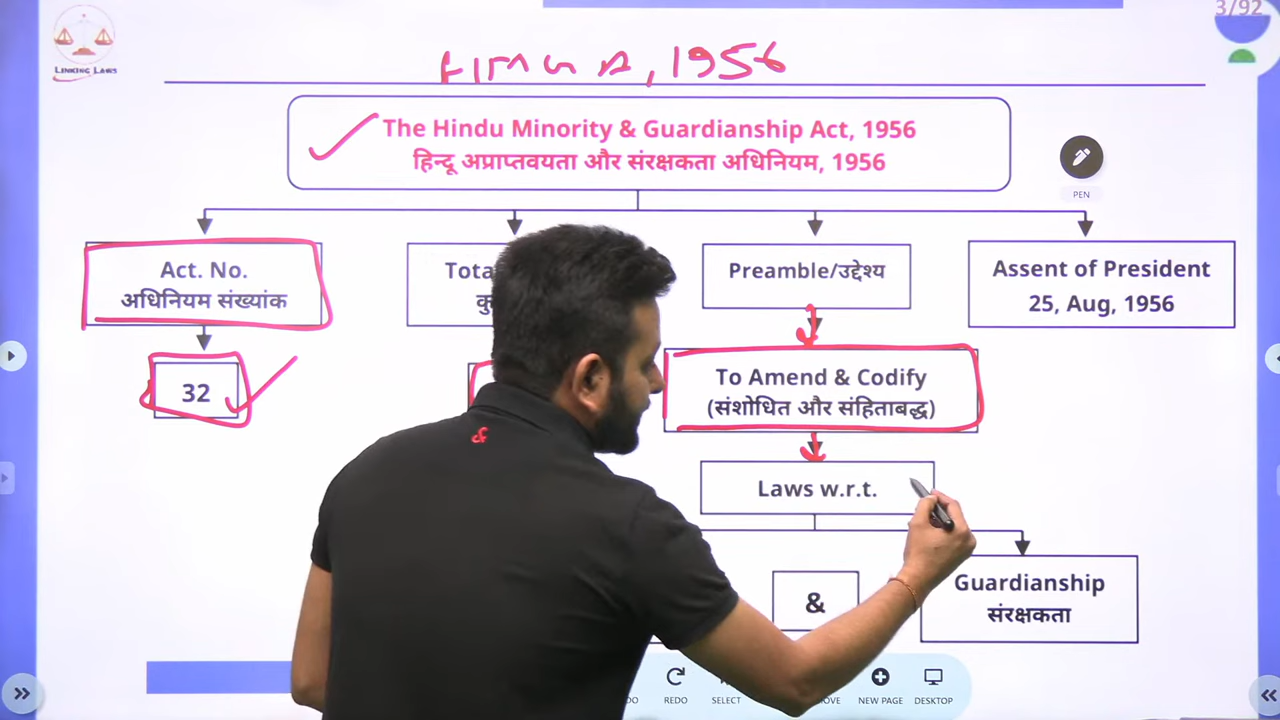 3/92
LINKING LAWS
HMGA, 1956
The Hindu Minority & Guardianship Act, 1956
हिन्दू अप्राप्तवयता और संरक्षकता अधिनियम, 1956
PEN
Act. No.
अधिनियम संख्यांक
32
Preamble/उद्देश्य
To Amend & Codify
(संशोधित और संहिताबद्ध)
Laws w.r.t.
&
Guardianship
संरक्षकता
Assent of President
25, Aug, 1956
REDO
SELECT
NEW PAGE
DESKTOP